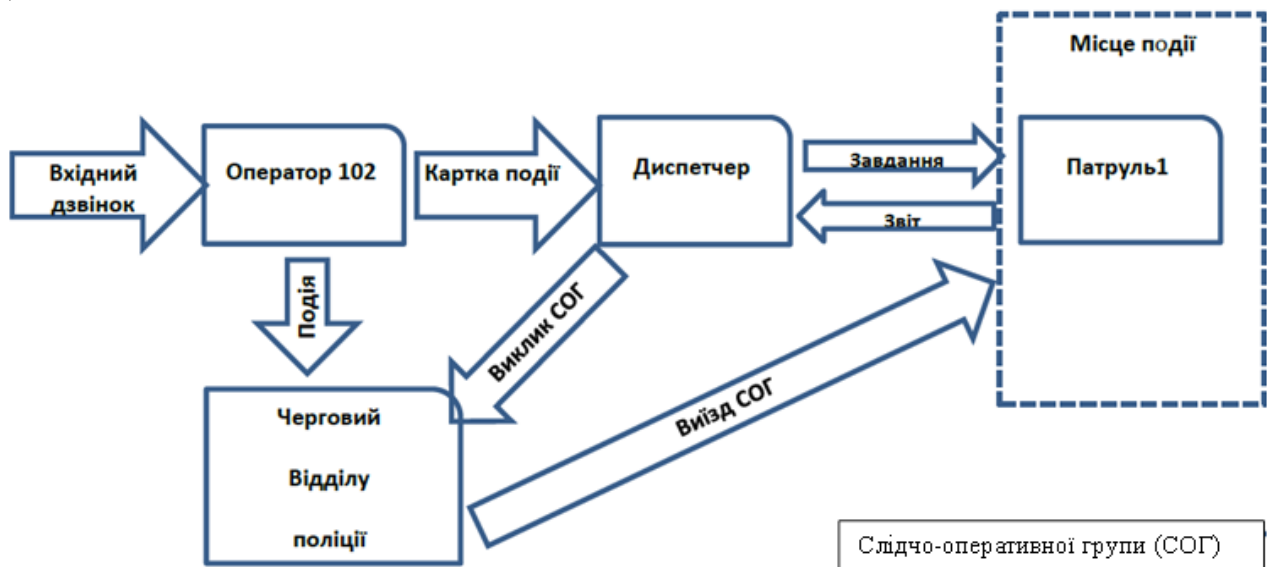 Місце події
Вхідний
дзвінок
Оператор 102
Картка події
Диспетчер
Завдання
Звіт
Патруль1
Подія
Виклик СОГ
Виїзд СОГ
Черговий
Відділу
поліції
Слідчо-оперативної групи (СОГ)